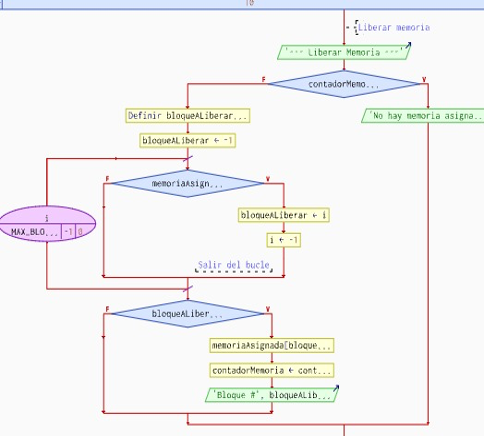 10
Liberar memoria
'--- Liberar Memoria ---'
F
contadorMemo...
V
Definir bloqueALiberar...
'No hay memoria asigna...
bloqueALiberar ← -1
F
memoriaAsign...
V
i
MAX_BLO... -1 0
bloqueALiberar ← i
i ← -1
Salir del bucle
F
bloqueALiber...
V
memoriaAsignada[bloque...
contadorMemoria ← cont...
'Bloque #', bloqueALib...